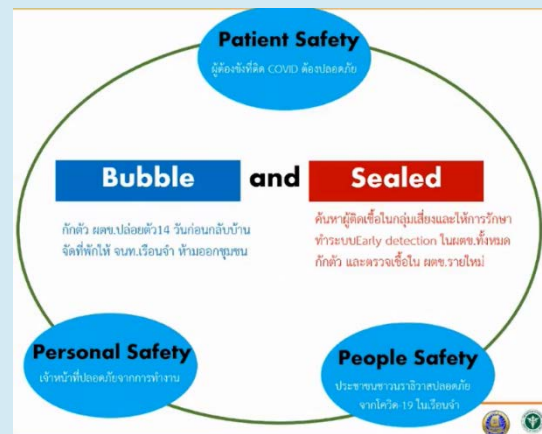 Patient Safety
ผู้ต้องขังที่ติด COVID ต้องปลอดภัย
Bubble and Sealed
กักตัว ผตข.ปล่อยตัว14 วันก่อนกลับบ้าน
จัดที่พักให้ จนท.เรือนจำ ห้ามออกชุมชน
ค้นหาผู้ติดเชื้อในกลุ่มเสี่ยงและให้การรักษา
ทำระบบEarly detection ในผตข.ทั้งหมด
กักตัว และตรวจเชื้อใน ผตข.รายใหม่
Personal Safety
เจ้าหน้าที่ปลอดภัยจากการทำงาน
People Safety
ประชาชนชาวนราธิวาสปลอดภัย
จากโควิด-19 ในเรือนจำ